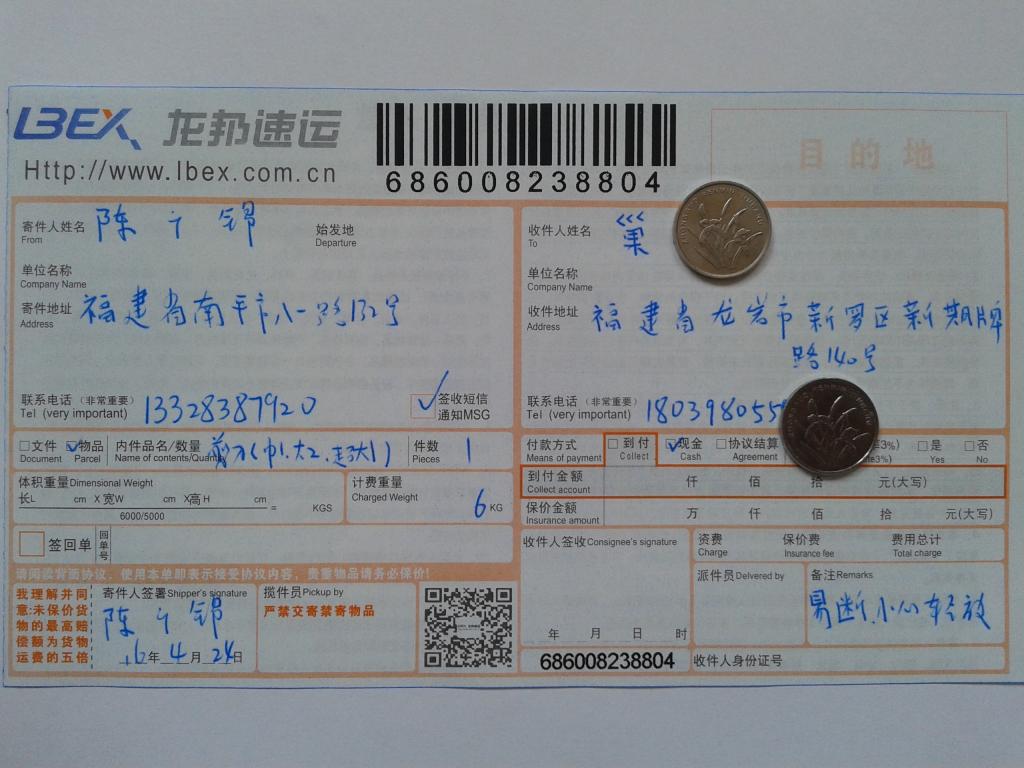 LBEX 龙邦速运
Http://www.lbex.com.cn
686008238804
目的地
寄件人姓名 陈 锦
From
始发地
Departure
单位名称
Company Name
寄件地址 福建省南平市八一路132号
Address
联系电话 (非常重要) 13328387920
Tel (very important)
签收短信
通知MSG
收件人姓名 巢
To
单位名称
Company Name
收件地址 福建省龙岩市新罗区新期牌
Address
路140号
联系电话 (非常重要) 1803980555
Tel (very important)
文件 物品 内件品名/数量 剪刀(巾1,大2,超大1) 件数 1
Document Parcel Name of contents/Quantity Pieces
体积重量Dimensional Weight
长L cm X宽W cm X高H cm
6000/5000 = KGS
计费重量
Charged Weight 6 KG
签回单 回单号
付款方式 到付 现金 协议结算 ±3%) 是 否
Means of payment Collect Cash Agreement ±3%) Yes No
到付金额 仟 佰 拾 元(大写)
Collect account
保价金额 万 仟 佰 拾 元(大写)
Insurance amount
请阅读背面协议,使用本单即表示接受协议内容,贵重物品请务必保价!
我理解并同
意:未保价货
物的最高赔
偿额为货物
运费的五倍
寄件人签署Shipper's signature
陈 锦
16年4月24日
揽件员Pickup by
严禁交寄禁寄物品
收件人签收Consignee's signature
年 月 日 时
686008238804
资费 保价费 费用总计
Charge Insurance fee Total charge
派件员Delivered by
备注Remarks
易断,小心轻放
收件人身份证号